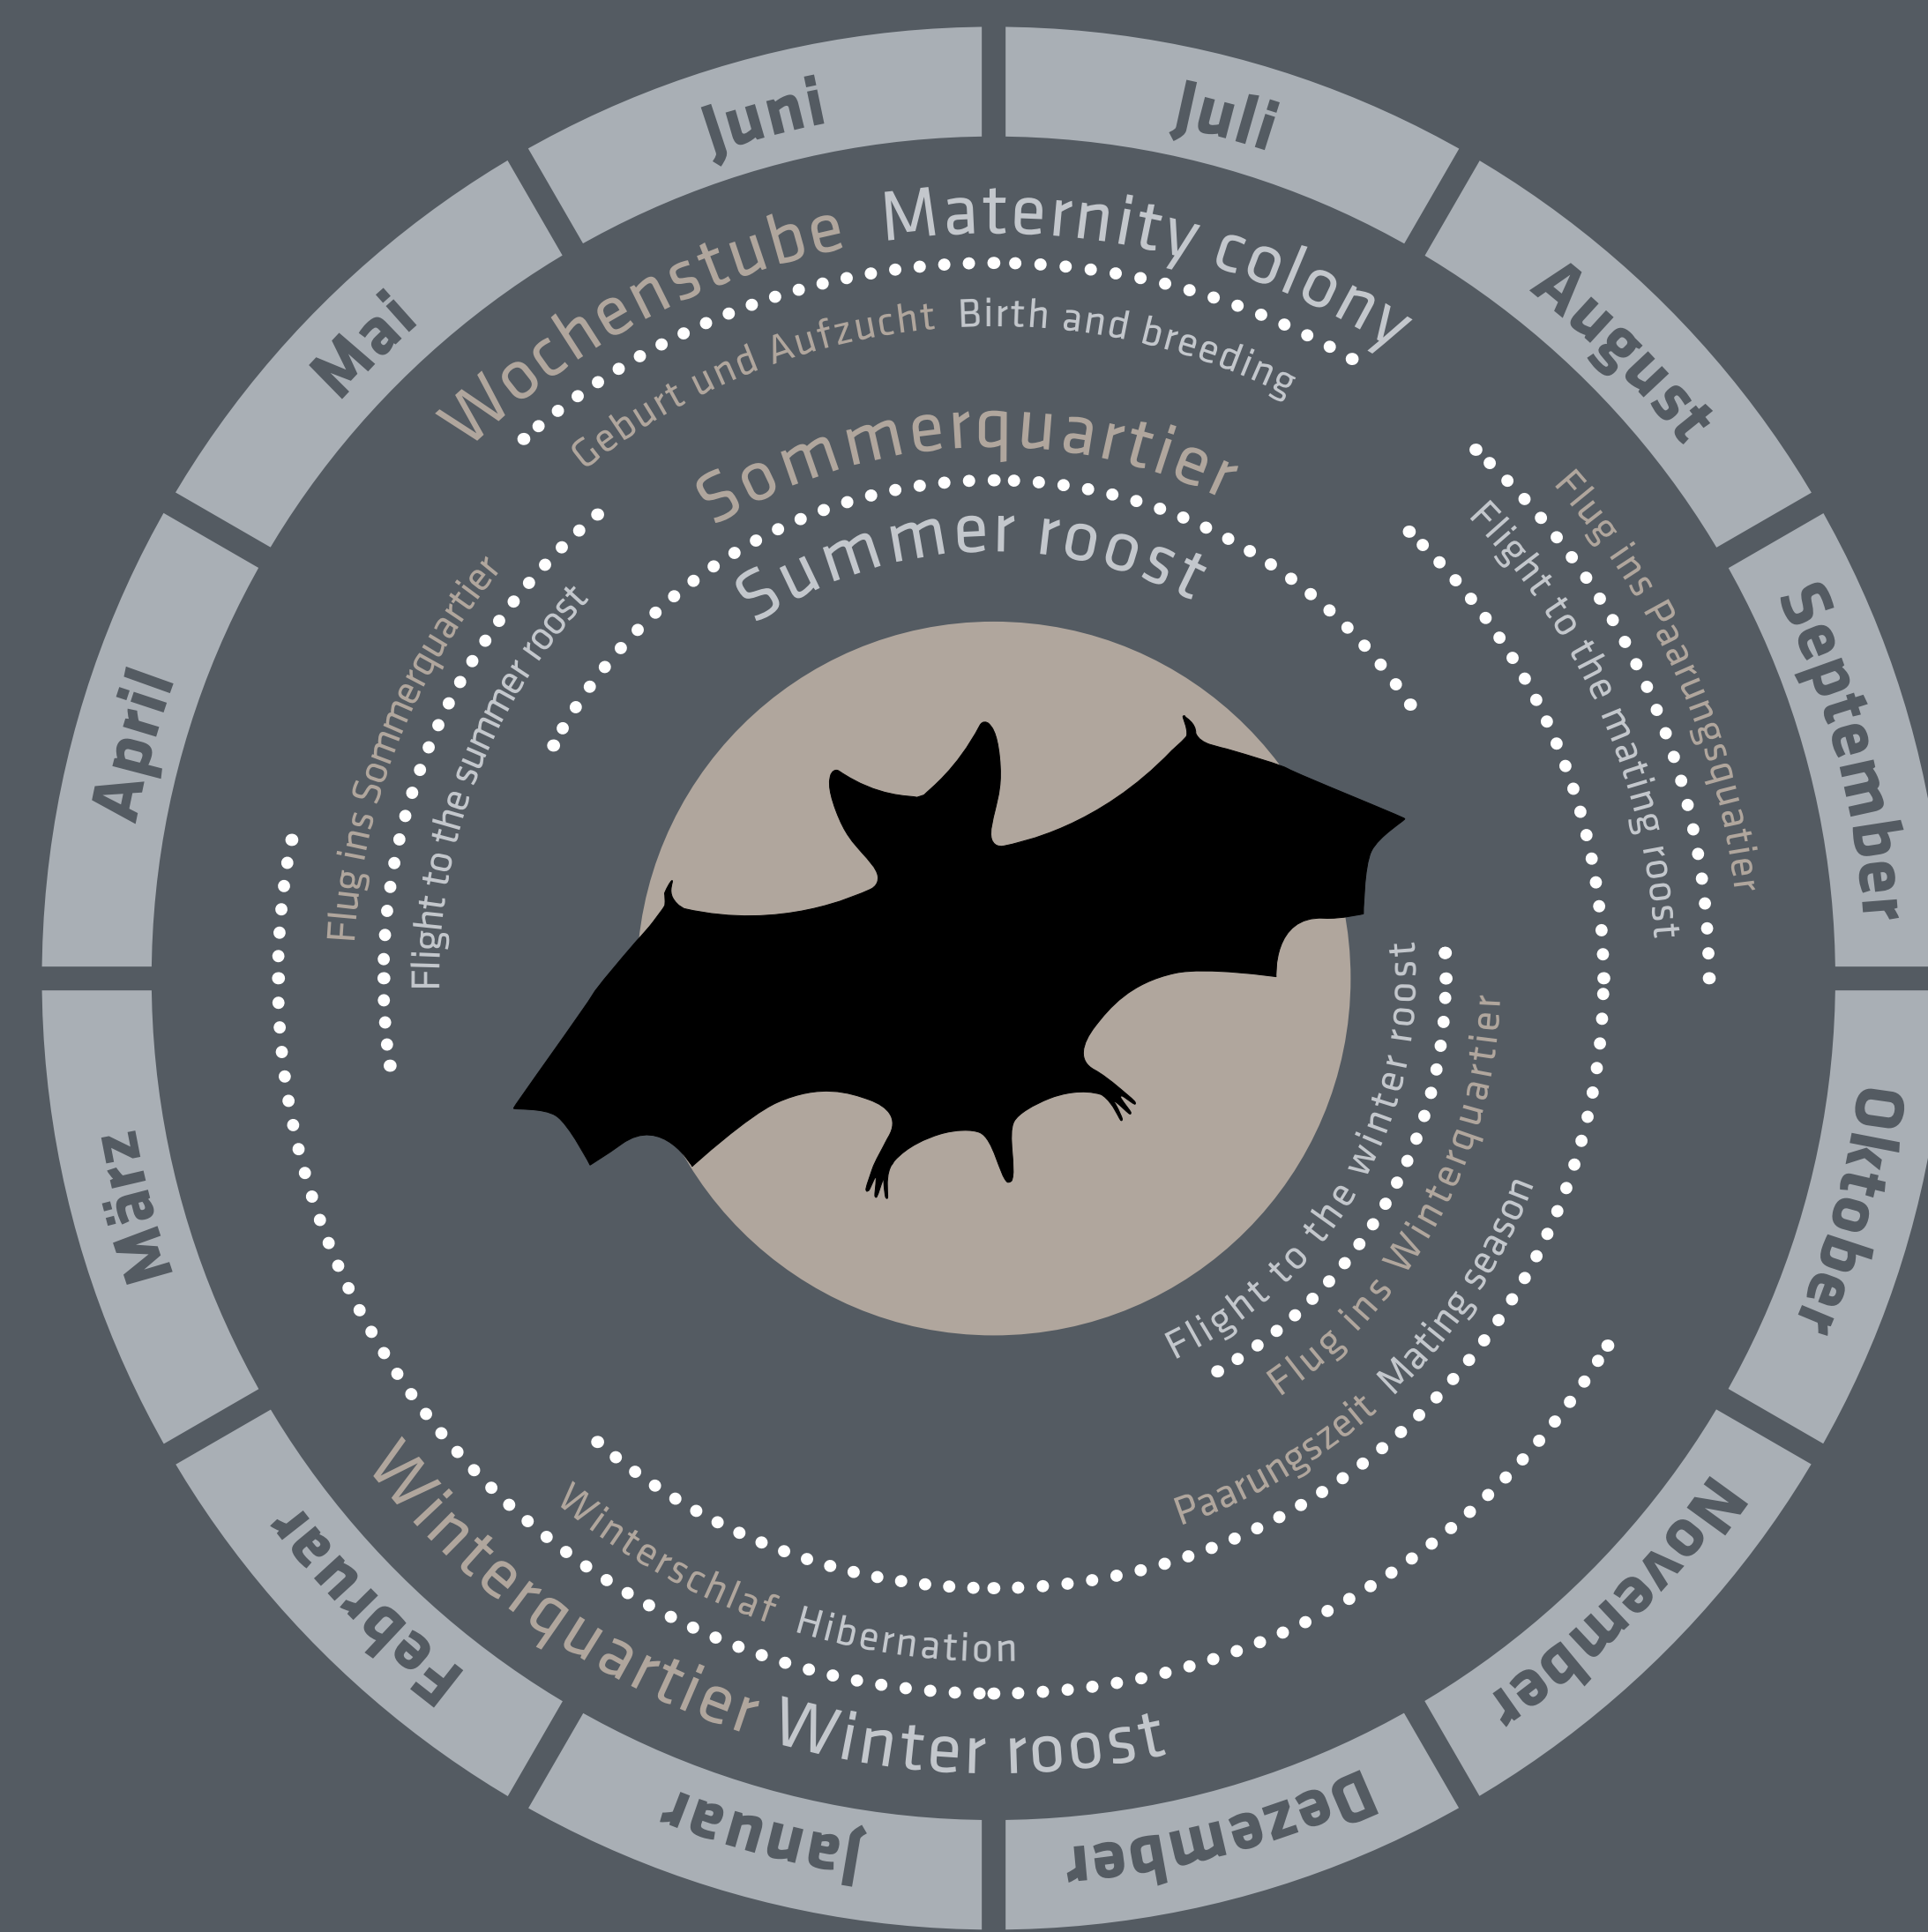 Januar
Februar
März
April
Mai
Juni
Juli
August
September
Oktober
November
Dezember
Wochenstube Maternity colony
Geburt und Aufzucht Birth and breeding
Sommerquartier
Summer roost
Flug ins Sommerquartier
Flight to the summer roost
Flug ins Paarungsquatier
Flight to the mating roost
Flight to the winter roost
Flug ins Winterquartier
Paarungszeit Mating season
Winterschlaf Hibernation
Winterquartier Winter roost